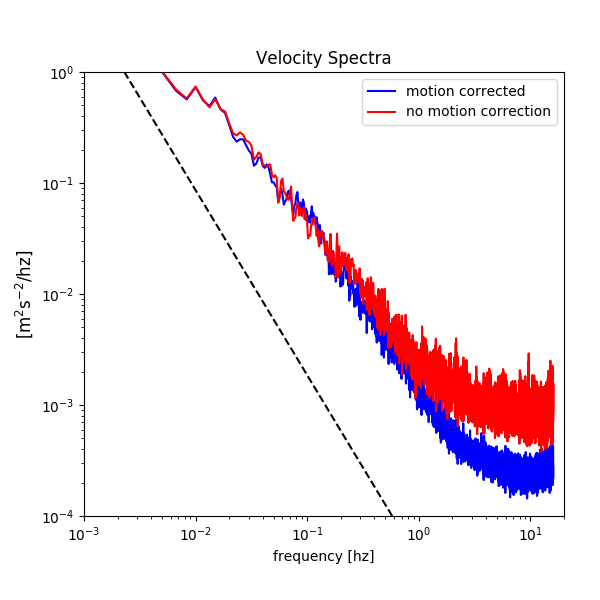 Velocity Spectra
motion corrected
no motion correction
[m²s⁻²/hz]
10⁰
10⁻¹
10⁻²
10⁻³
10⁻⁴
10⁻³ 10⁻² 10⁻¹ 10⁰ 10¹
frequency [hz]